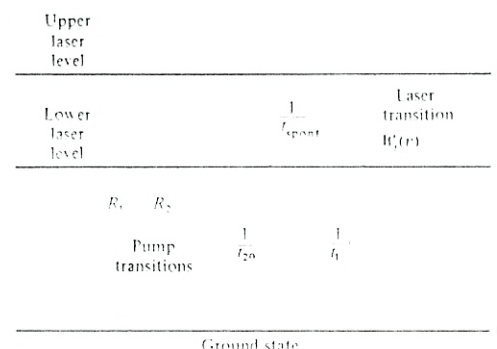 Upper
laser
level
Lower
laser
level
1/t_spont
Laser
transition
W_i(ν)
R_1 R_2
Pump
transitions
1/t_20
1/t_1
Ground state